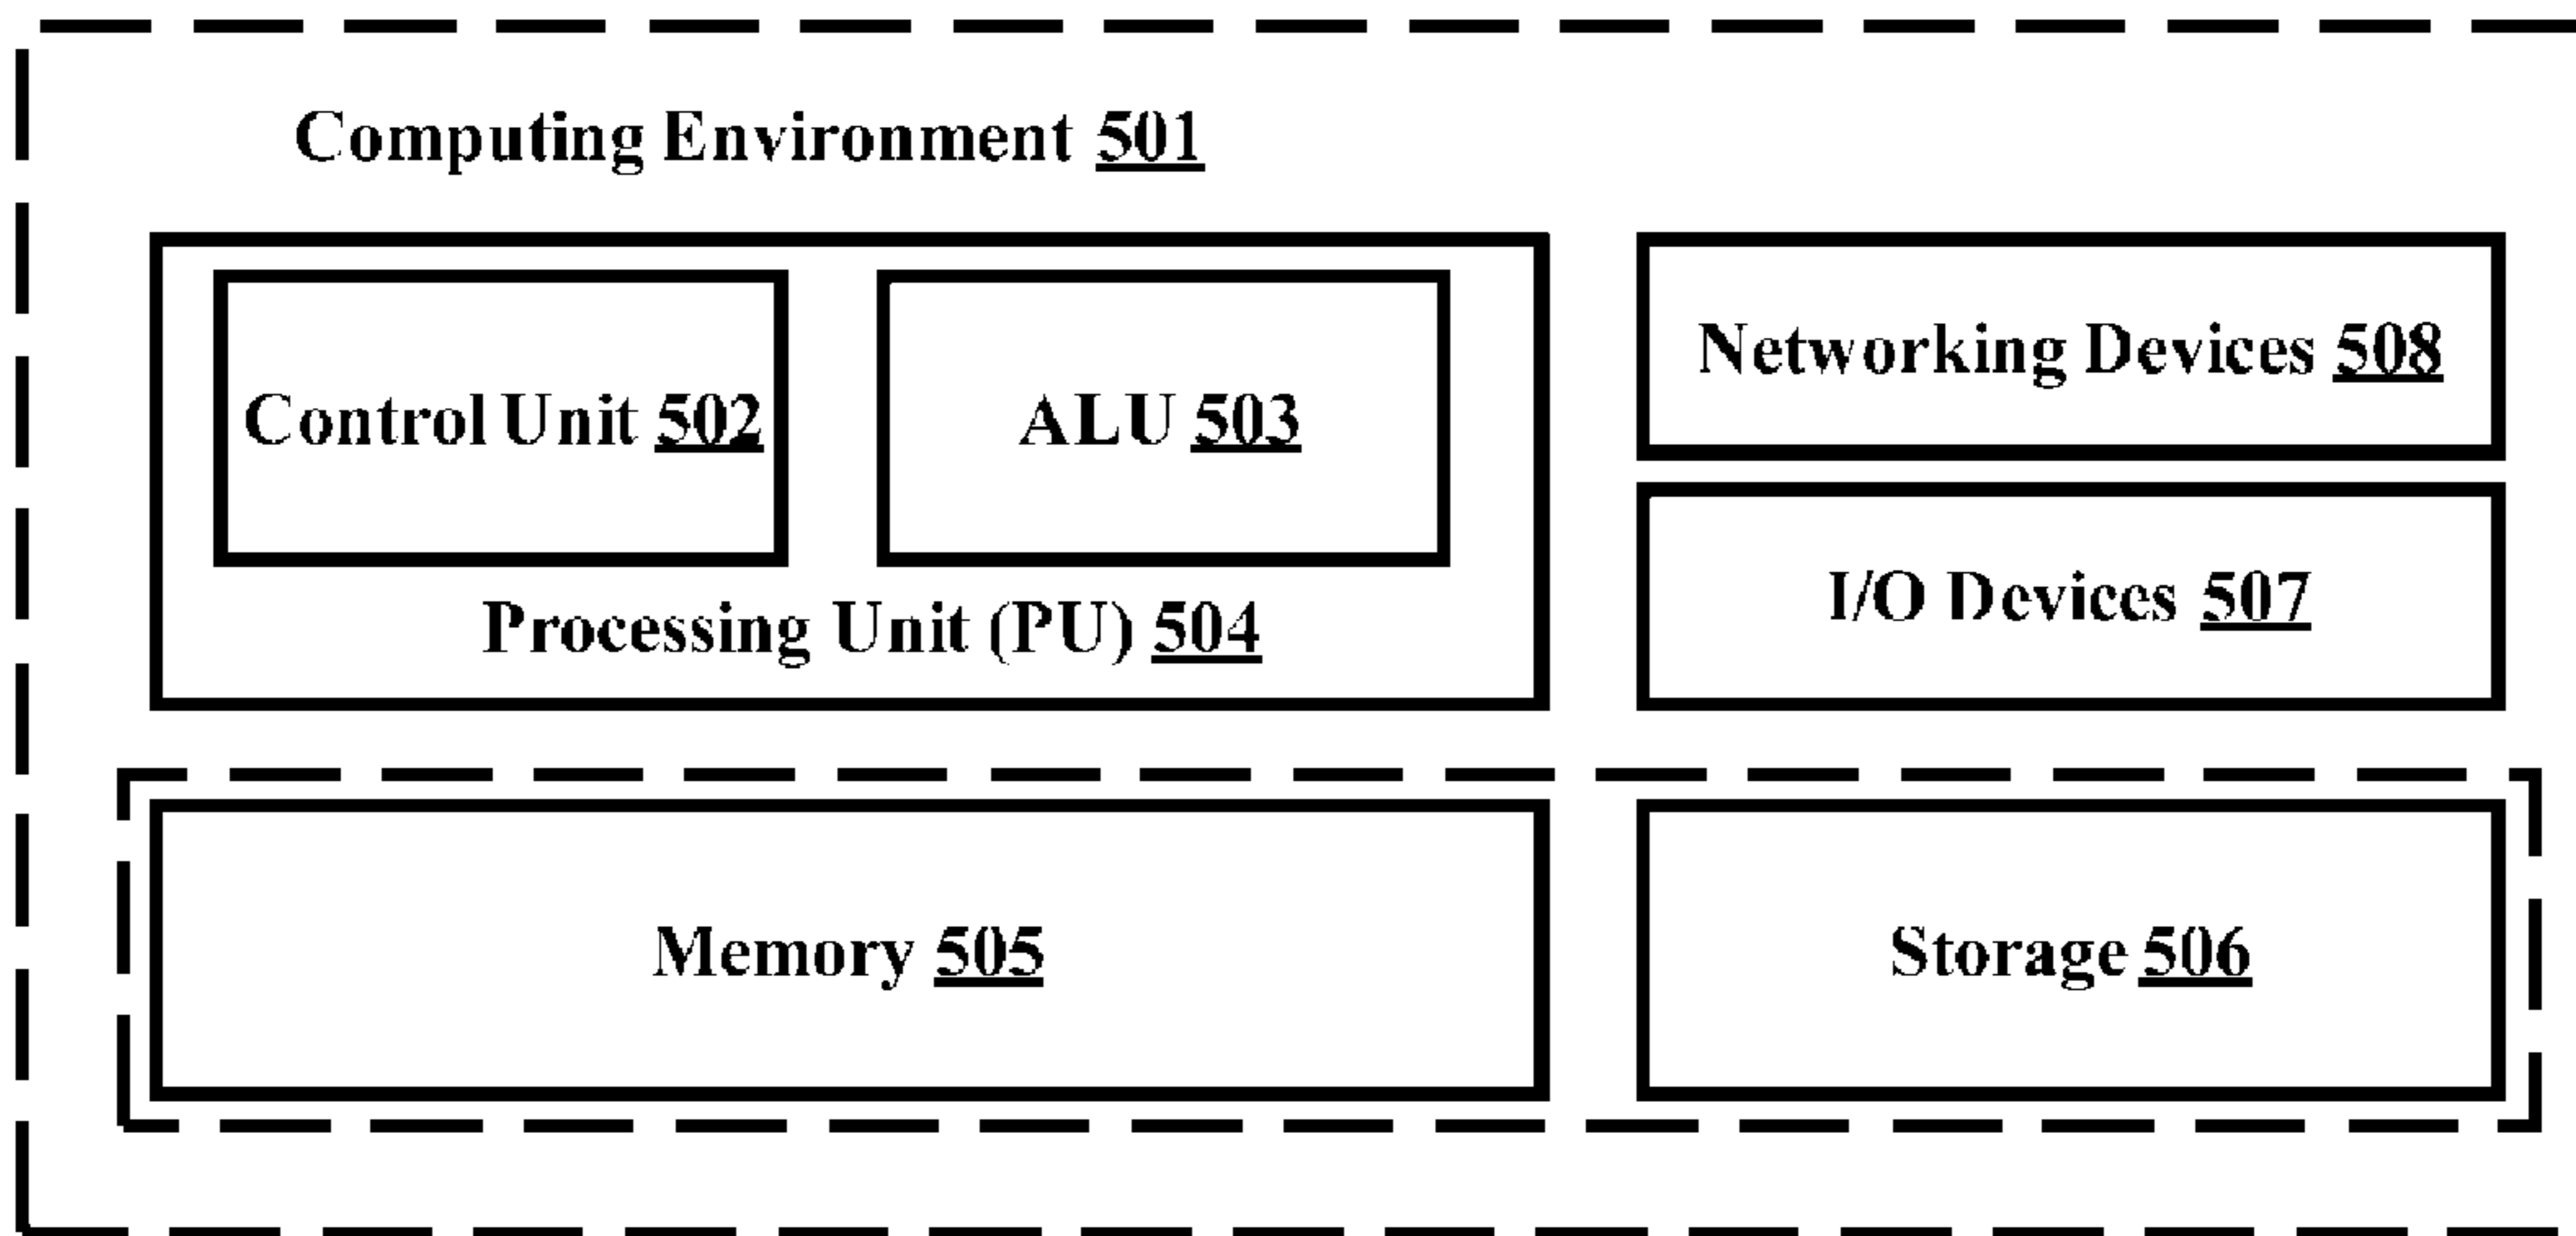 Computing Environment 501
Control Unit 502
ALU 503
Processing Unit (PU) 504
Networking Devices 508
I/O Devices 507
Memory 505
Storage 506